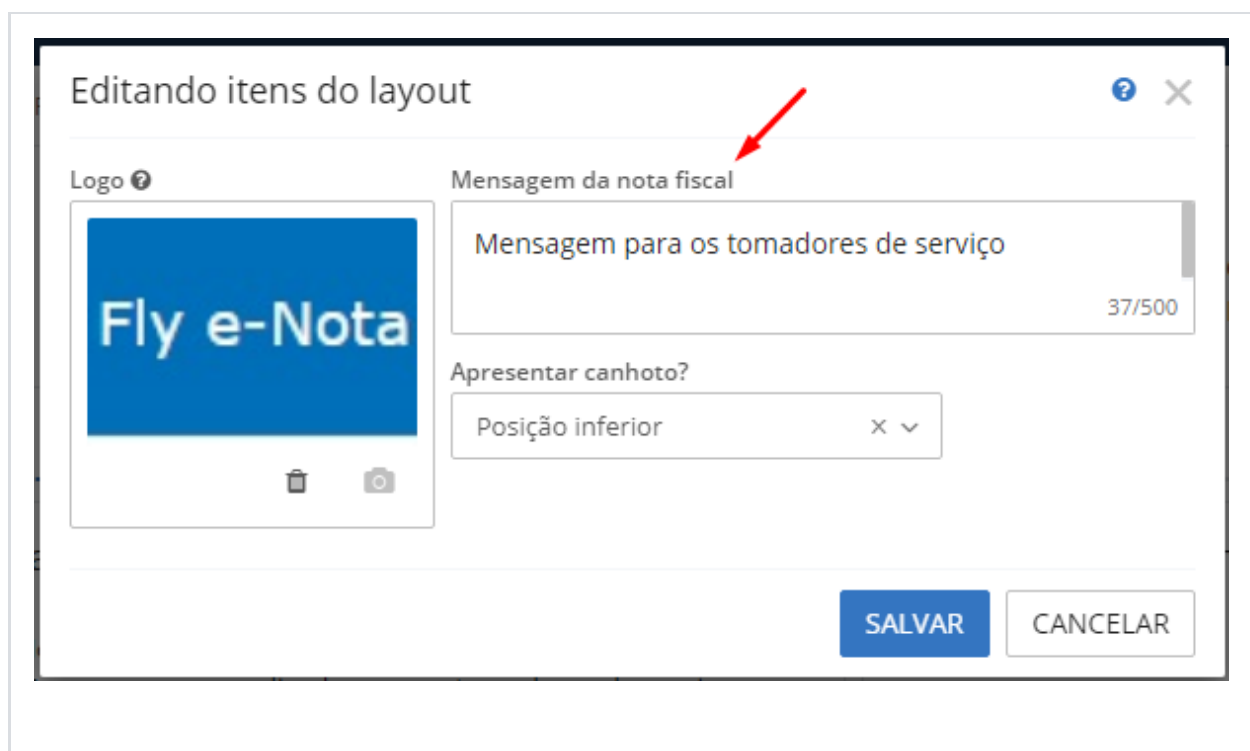 Editando itens do layout
Logo
Mensagem da nota fiscal
Fly e-Nota
Mensagem para os tomadores de serviço
37/500
Apresentar canhoto?
Posição inferior
SALVAR
CANCELAR